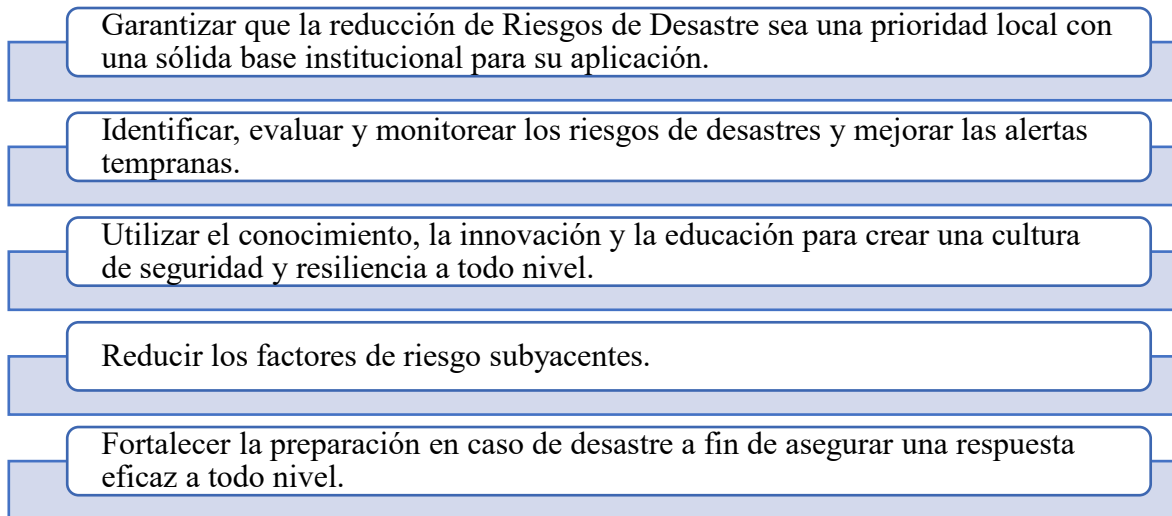 Garantizar que la reducción de Riesgos de Desastre sea una prioridad local con
una sólida base institucional para su aplicación.
Identificar, evaluar y monitorear los riesgos de desastres y mejorar las alertas
tempranas.
Utilizar el conocimiento, la innovación y la educación para crear una cultura
de seguridad y resiliencia a todo nivel.
Reducir los factores de riesgo subyacentes.
Fortalecer la preparación en caso de desastre a fin de asegurar una respuesta
eficaz a todo nivel.